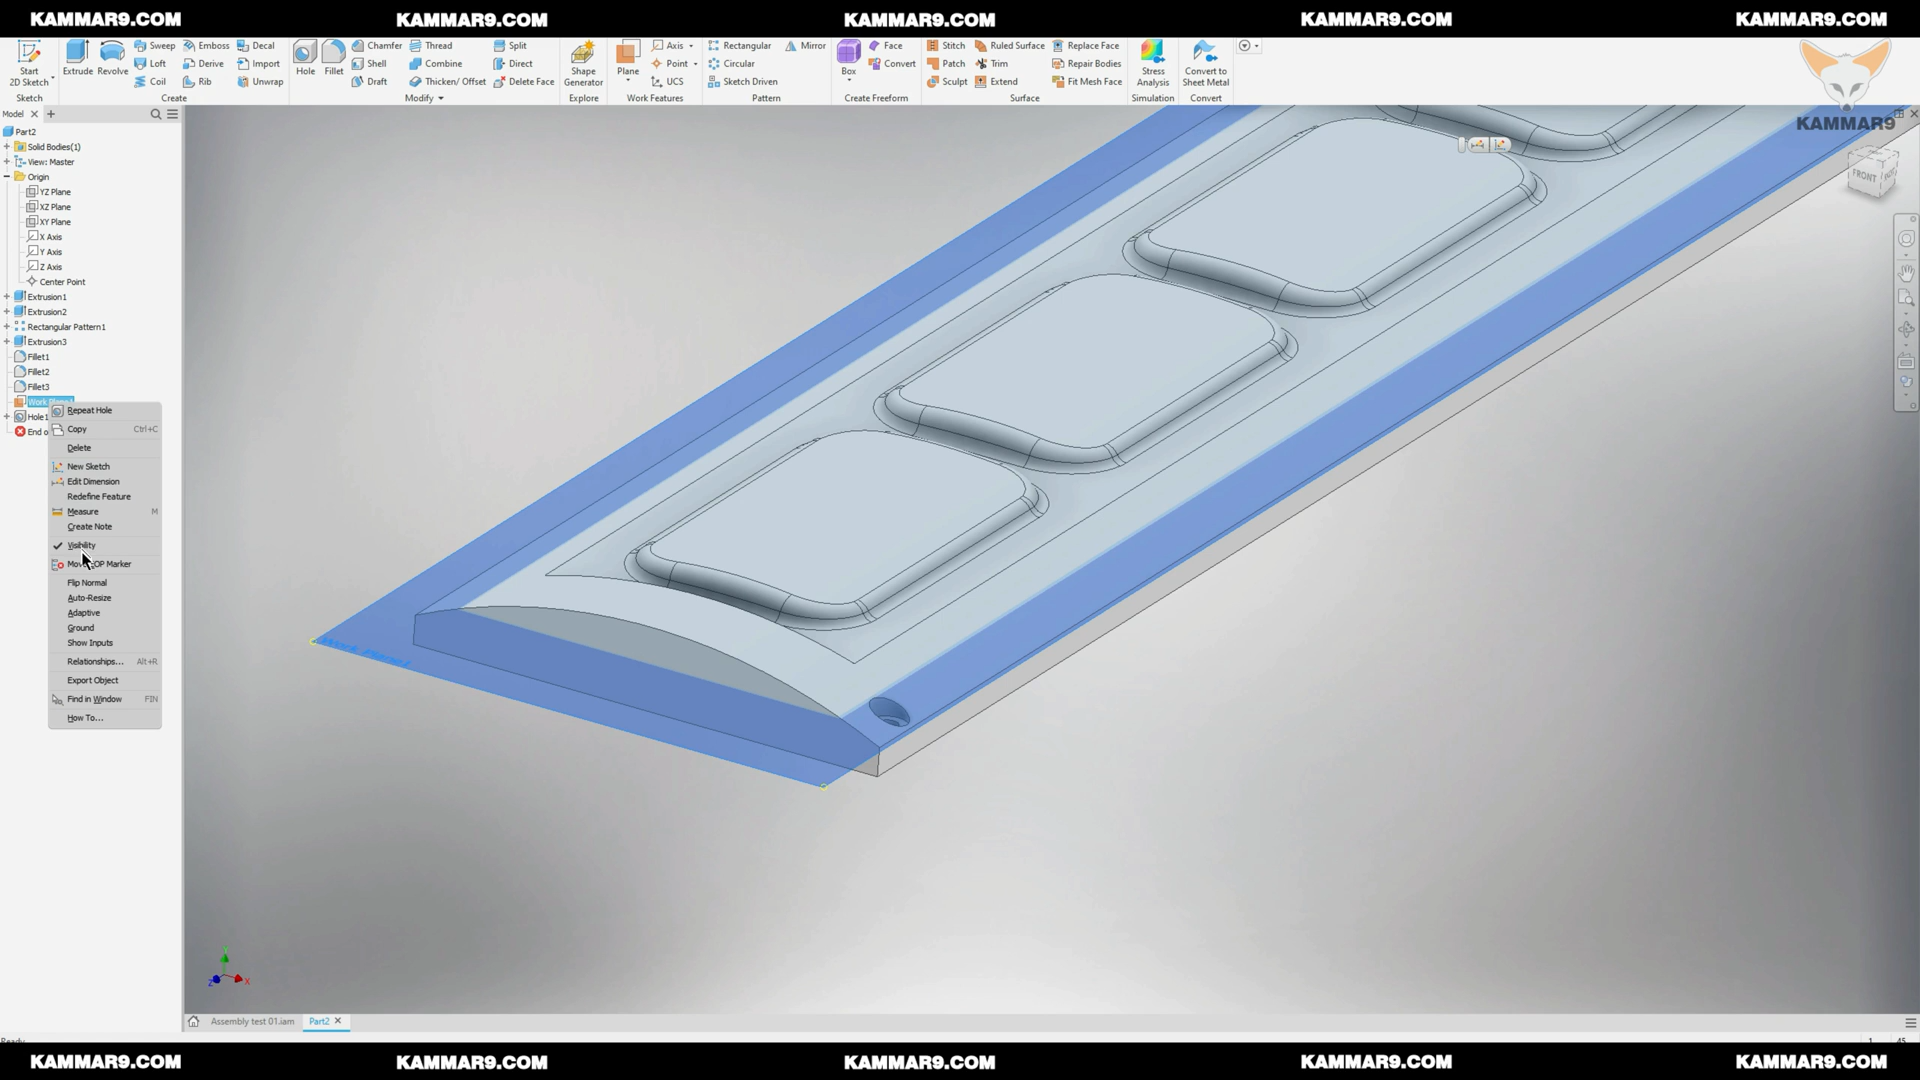 KAMMAR9.COM KAMMAR9.COM KAMMAR9.COM KAMMAR9.COM KAMMAR9.COM
Start
2D Sketch
Sketch
Extrude
Revolve
Sweep Emboss Decal
Loft Derive Import
Coil Rib Unwrap
Create
Hole
Fillet
Chamfer Thread Split
Shell Combine Direct
Draft Thicken/ Offset Delete Face
Modify
Shape
Generator
Explore
Plane
Axis
Point
UCS
Work Features
Rectangular Mirror
Circular
Sketch Driven
Pattern
Box
Face
Convert
Create Freeform
Stitch Ruled Surface Replace Face
Patch Trim Repair Bodies
Sculpt Extend Fit Mesh Face
Surface
Stress
Analysis
Simulation
Convert to
Sheet Metal
Convert
KAMMAR9
FRONT
Model
Part2
Solid Bodies(1)
View: Master
Origin
YZ Plane
XZ Plane
XY Plane
X Axis
Y Axis
Z Axis
Center Point
Extrusion1
Extrusion2
Rectangular Pattern1
Extrusion3
Fillet1
Fillet2
Fillet3
Hole1
End o
Repeat Hole
Copy Ctrl+C
Delete
New Sketch
Edit Dimension
Redefine Feature
Measure M
Create Note
Visibility
Flip Normal
Auto-Resize
Adaptive
Ground
Show Inputs
Relationships... Alt+R
Export Object
Find in Window FIN
How To...
Y
Z X
Assembly test 01.iam Part2
Ready
1 45
KAMMAR9.COM KAMMAR9.COM KAMMAR9.COM KAMMAR9.COM KAMMAR9.COM